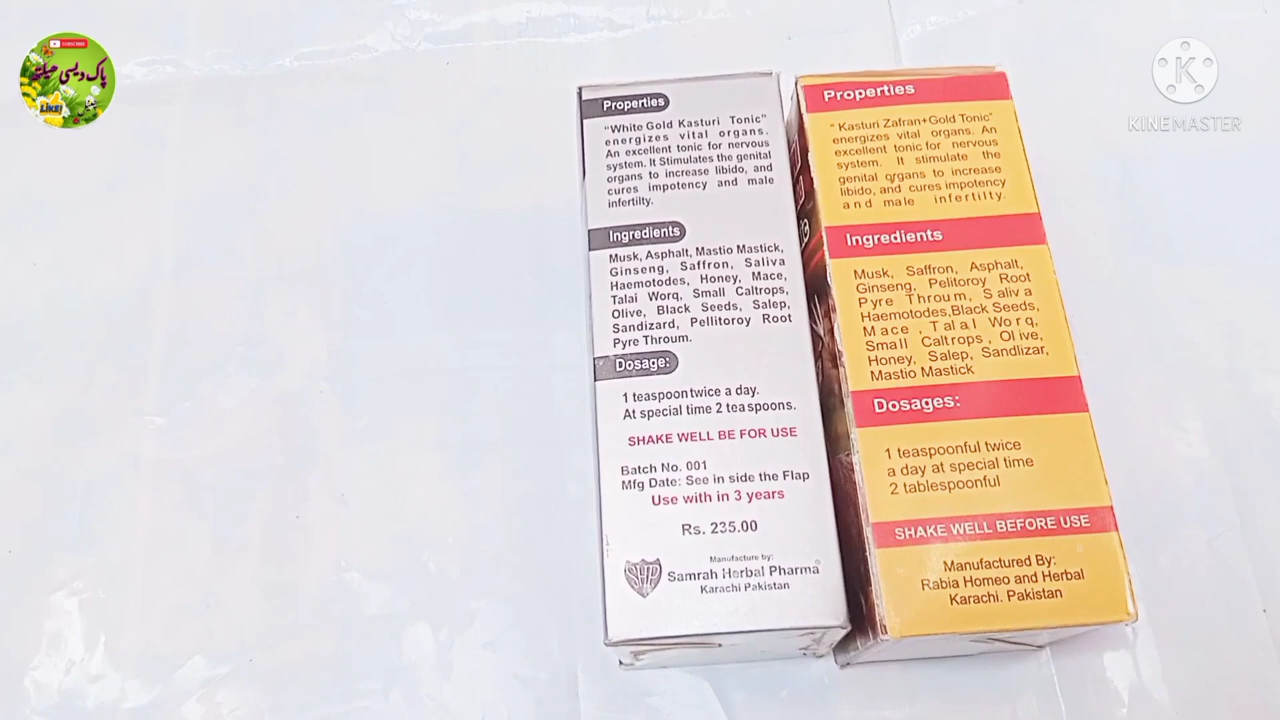 SUBSCRIBE
پاک دیسی ہیلتھ
LIKE!
K
KINEMASTER
Properties
"White Gold Kasturi Tonic"
energizes vital organs.
An excellent tonic for nervous
system. It Stimulates the genital
organs to increase libido, and
cures impotency and male
infertility.
Ingredients
Musk, Asphalt, Mastio Mastick,
Ginseng, Saffron, Saliva
Haemotodes, Honey, Mace,
Talai Worq, Small Caltrops,
Olive, Black Seeds, Salep,
Sandizard, Pellitoroy Root
Pyre Throum.
Dosage:
1 teaspoon twice a day.
At special time 2 teaspoons.
SHAKE WELL BE FOR USE
Batch No. 001
Mfg Date: See in side the Flap
Use with in 3 years
Rs. 235.00
Manufacture by:
SHP
Samrah Herbal Pharma®
Karachi Pakistan
Properties
" Kasturi Zafran+Gold Tonic"
energizes vital organs. An
excellent tonic for nervous
system. It stimulate the
genital organs to increase
libido, and cures impotency
and male infertilty.
Ingredients
Musk, Saffron, Asphalt,
Ginseng, Pelitoroy Root
Pyre Throum, Saliva
Haemotodes,Black Seeds,
Mace , Talal Worq,
Small Caltrops , Olive,
Honey, Salep, Sandlizar,
Mastio Mastick
Dosages:
1 teaspoonful twice
a day at special time
2 tablespoonful
SHAKE WELL BEFORE USE
Manufactured By:
Rabia Homeo and Herbal
Karachi. Pakistan